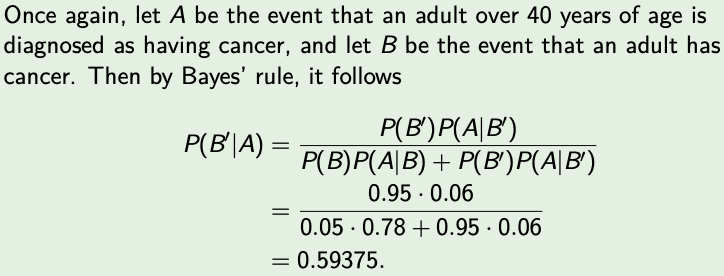 Once again, let A be the event that an adult over 40 years of age is
diagnosed as having cancer, and let B be the event that an adult has
cancer. Then by Bayes' rule, it follows
P(B′|A) = P(B′)P(A|B′) / P(B)P(A|B) + P(B′)P(A|B′)
= 0.95 · 0.06 / 0.05 · 0.78 + 0.95 · 0.06
= 0.59375.